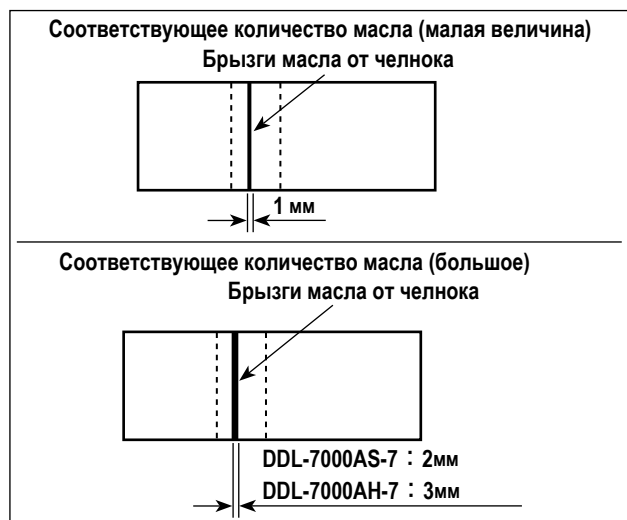 Соответствующее количество масла (малая величина)
Брызги масла от челнока
1 мм
Соответствующее количество масла (большое)
Брызги масла от челнока
DDL-7000AS-7 : 2мм
DDL-7000AH-7 : 3мм